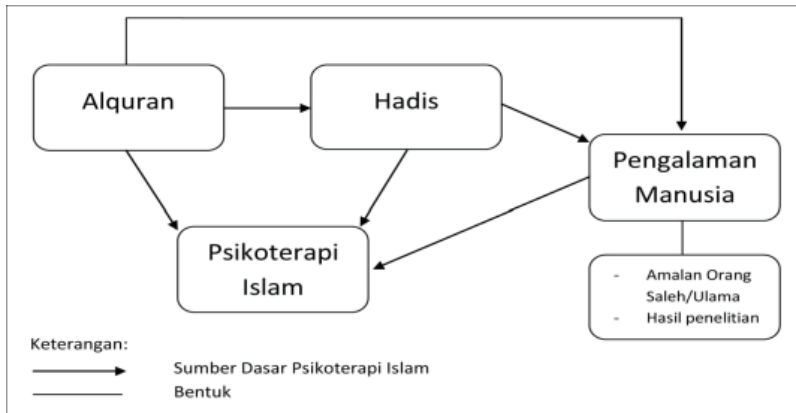 Alquran
Hadis
Pengalaman
Manusia
Psikoterapi
Islam
- Amalan Orang
Saleh/Ulama
- Hasil penelitian
Keterangan:
Sumber Dasar Psikoterapi Islam
Bentuk